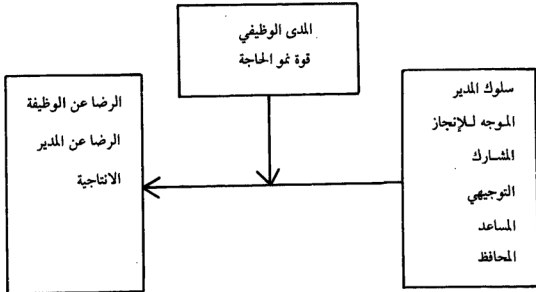 المدى الوظيفي
قوة نمو الحاجة
سلوك المدير
الموجه للإنجاز
المشارك
التوجيهي
المساعد
المحافظ
الرضا عن الوظيفة
الرضا عن المدير
الانتاجية